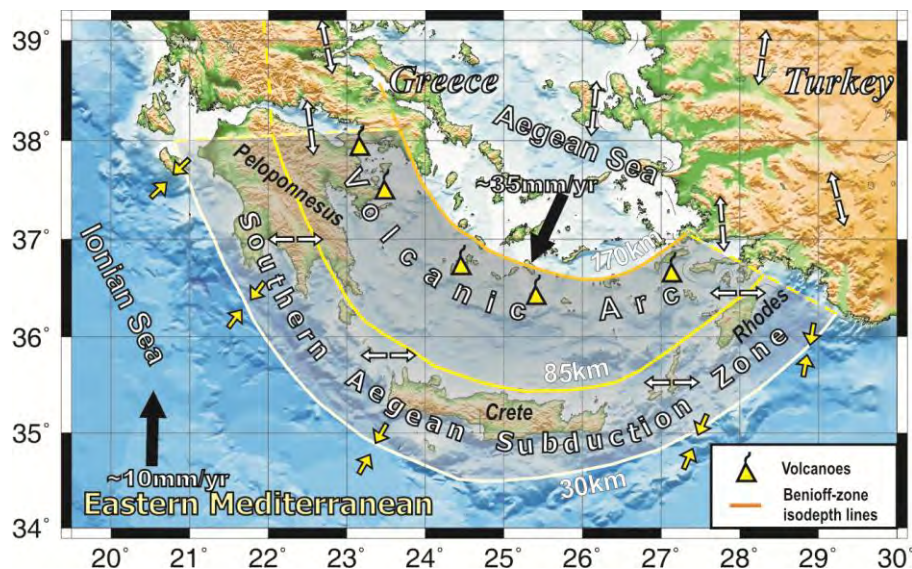 39°
38°
37°
36°
35°
34°
Greece
Turkey
Aegean Sea
~35mm/yr
Peloponnesus
Volcanic Arc
170km
Ionian Sea
Southern Aegean Subduction Zone
Rhodes
85km
Crete
30km
~10mm/yr
Eastern Mediterranean
Volcanoes
Benioff-zone
isodepth lines
20° 21° 22° 23° 24° 25° 26° 27° 28° 29° 30°